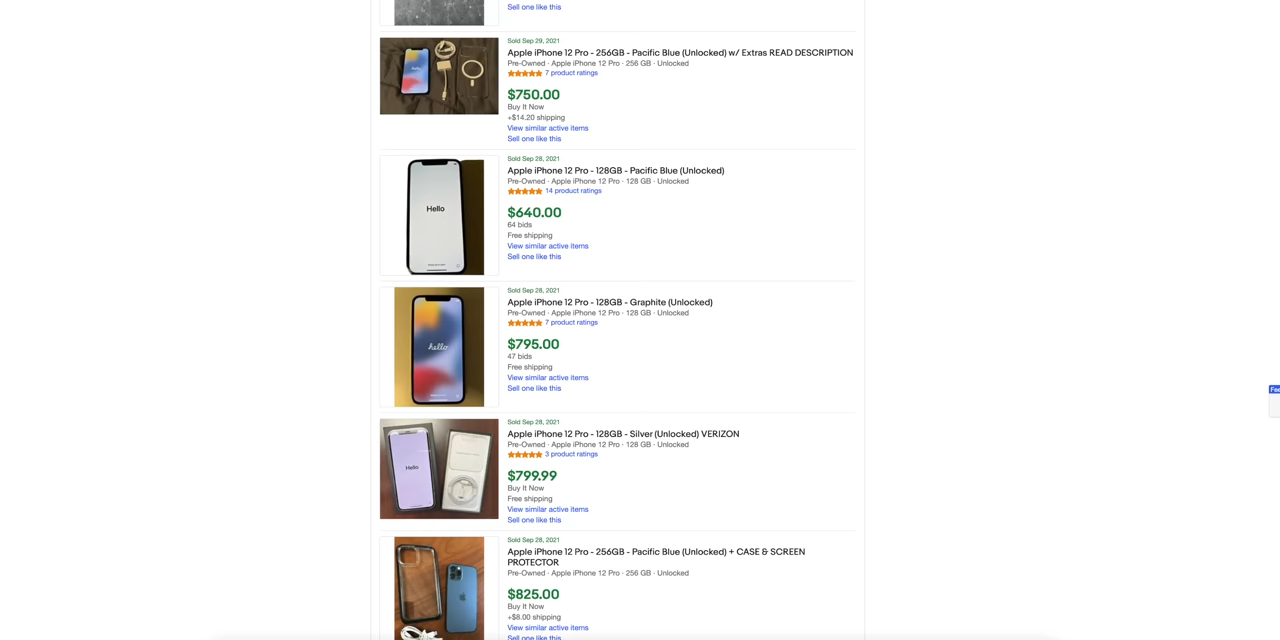 Sell one like this
Sold Sep 29, 2021
Apple iPhone 12 Pro - 256GB - Pacific Blue (Unlocked) w/ Extras READ DESCRIPTION
Pre-Owned · Apple iPhone 12 Pro · 256 GB · Unlocked
7 product ratings
$750.00
Buy It Now
+$14.20 shipping
View similar active items
Sell one like this
Sold Sep 28, 2021
Apple iPhone 12 Pro - 128GB - Pacific Blue (Unlocked)
Pre-Owned · Apple iPhone 12 Pro · 128 GB · Unlocked
14 product ratings
Hello
$640.00
64 bids
Free shipping
View similar active items
Sell one like this
Sold Sep 28, 2021
Apple iPhone 12 Pro - 128GB - Graphite (Unlocked)
Pre-Owned · Apple iPhone 12 Pro · 128 GB · Unlocked
7 product ratings
hello
$795.00
47 bids
Free shipping
View similar active items
Sell one like this
Fee
Sold Sep 28, 2021
Apple iPhone 12 Pro - 128GB - Silver (Unlocked) VERIZON
Pre-Owned · Apple iPhone 12 Pro · 128 GB · Unlocked
3 product ratings
Hello
$799.99
Buy It Now
Free shipping
View similar active items
Sell one like this
Sold Sep 28, 2021
Apple iPhone 12 Pro - 256GB - Pacific Blue (Unlocked) + CASE & SCREEN
PROTECTOR
Pre-Owned · Apple iPhone 12 Pro · 256 GB · Unlocked
$825.00
Buy It Now
+$8.00 shipping
View similar active items
Sell one like this